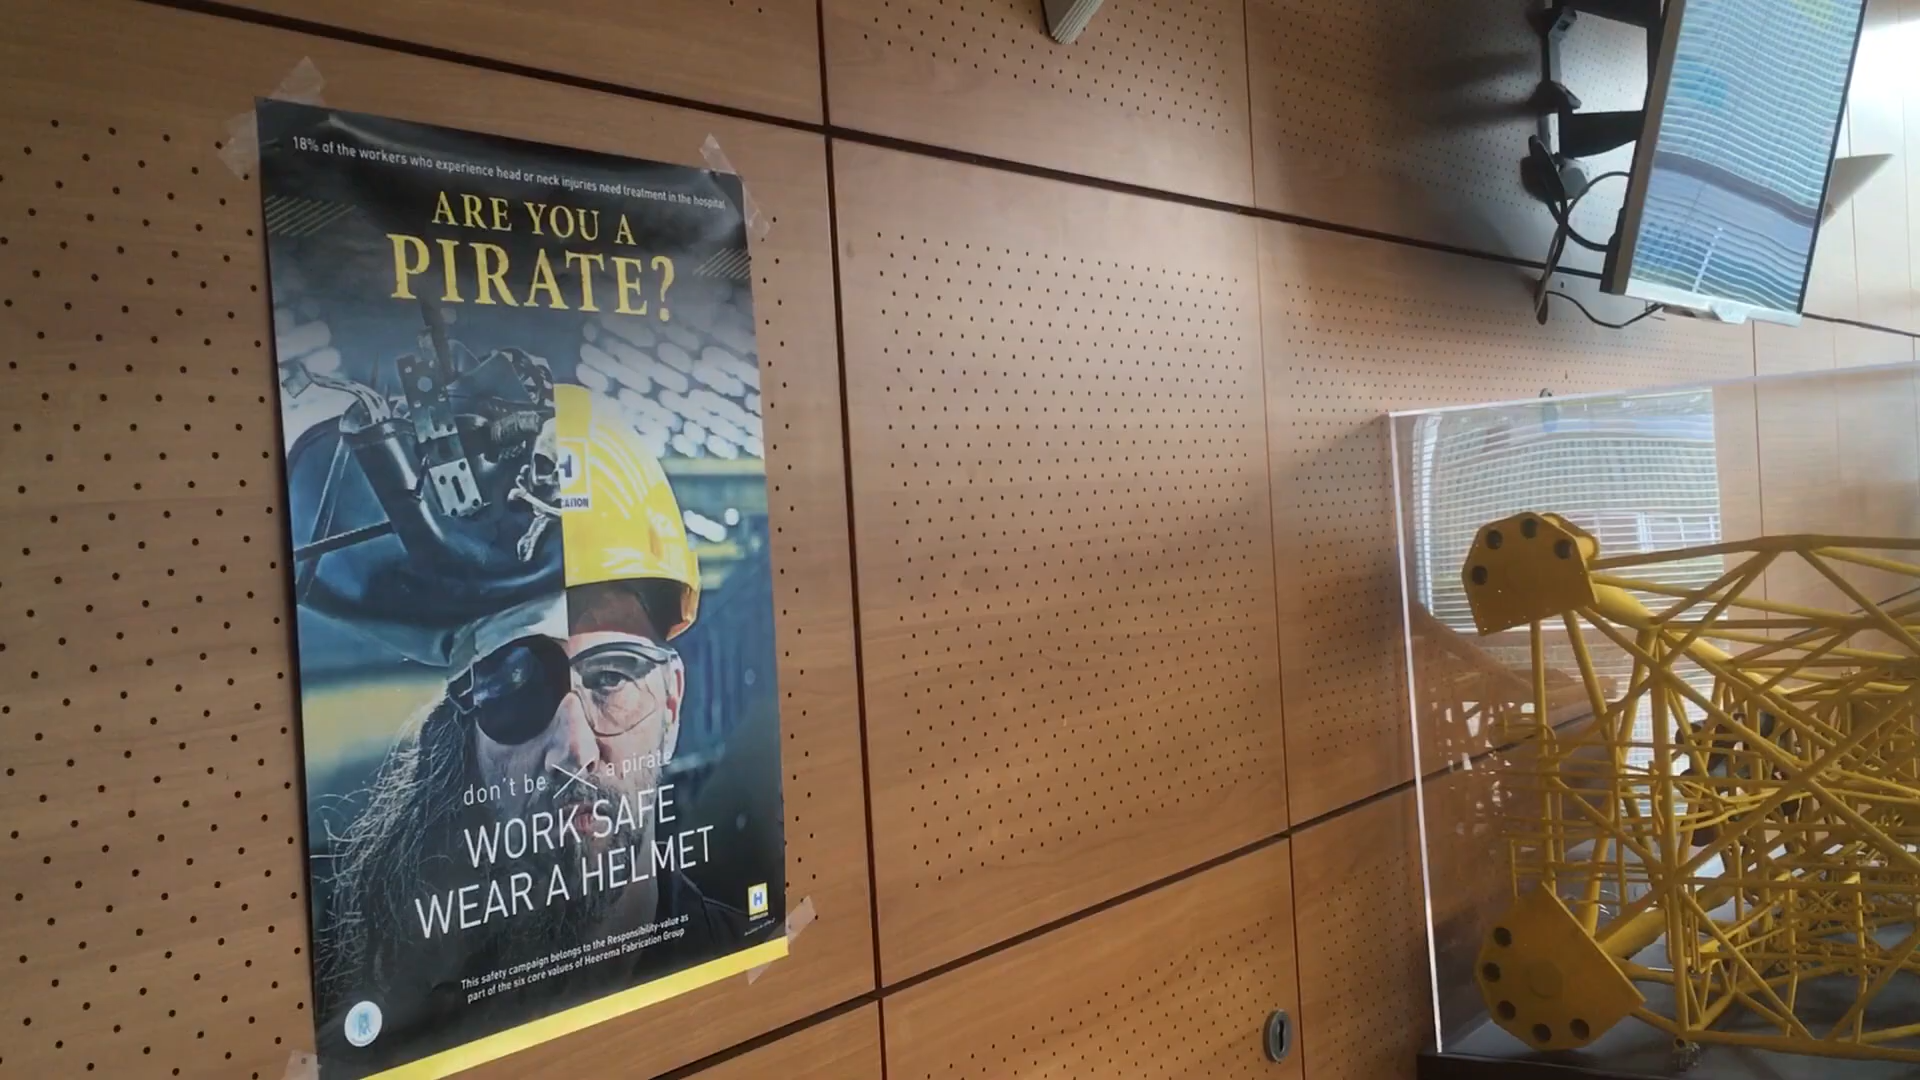 18% of the workers who experience head or neck injuries need treatment in the hospital
ARE YOU A
PIRATE?
H
CATION
don't be a pirate
WORK SAFE
WEAR A HELMET
H
This safety campaign belongs to the Responsibility-value as
part of the six core values of Heerema Fabrication Group